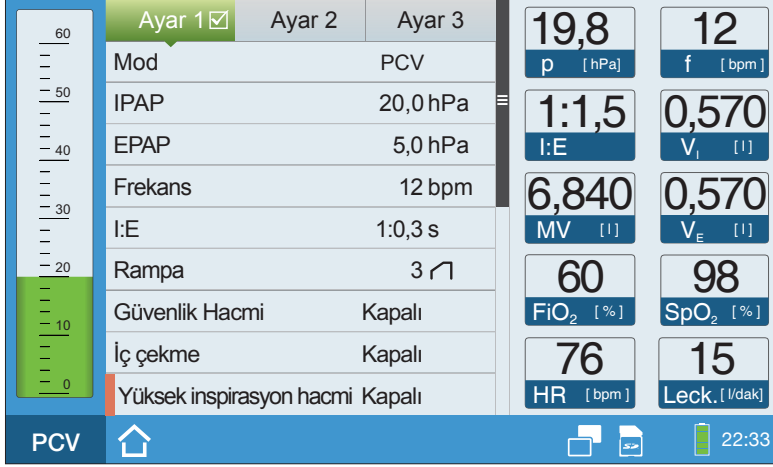 Ayar 1 Ayar 2 Ayar 3
Mod PCV
IPAP 20,0 hPa
EPAP 5,0 hPa
Frekans 12 bpm
I:E 1:0,3 s
Rampa 3
Güvenlik Hacmi Kapalı
İç çekme Kapalı
Yüksek inspirasyon hacmi Kapalı
60
50
40
30
20
10
0
19,8
p [hPa]
12
f [bpm]
1:1,5
I:E
0,570
VI [l]
6,840
MV [l]
0,570
VE [l]
60
FiO2 [%]
98
SpO2 [%]
76
HR [bpm]
15
Leck. [l/dak]
PCV
SD
22:33